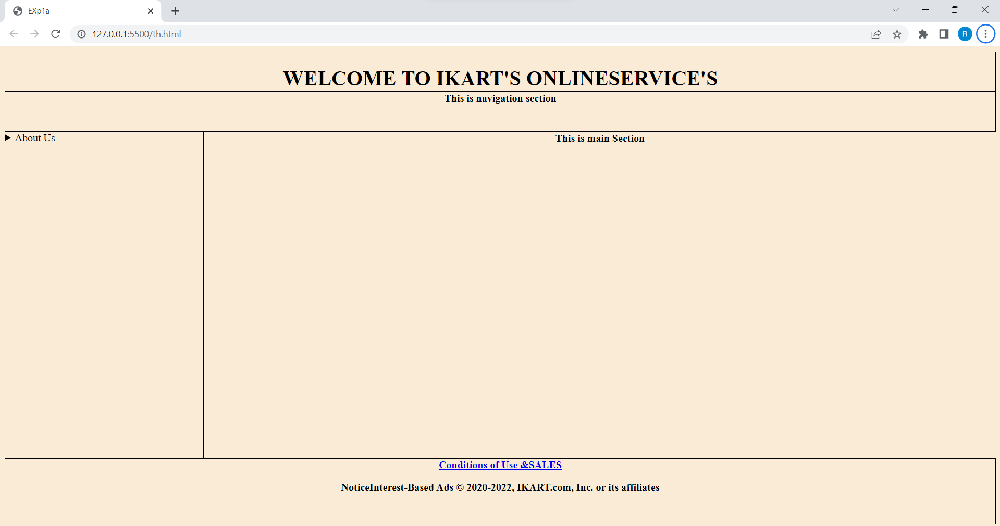 EXp1a
127.0.0.1:5500/th.html
R
WELCOME TO IKART'S ONLINESERVICE'S
This is navigation section
About Us
This is main Section
Conditions of Use &SALES
NoticeInterest-Based Ads © 2020-2022, IKART.com, Inc. or its affiliates